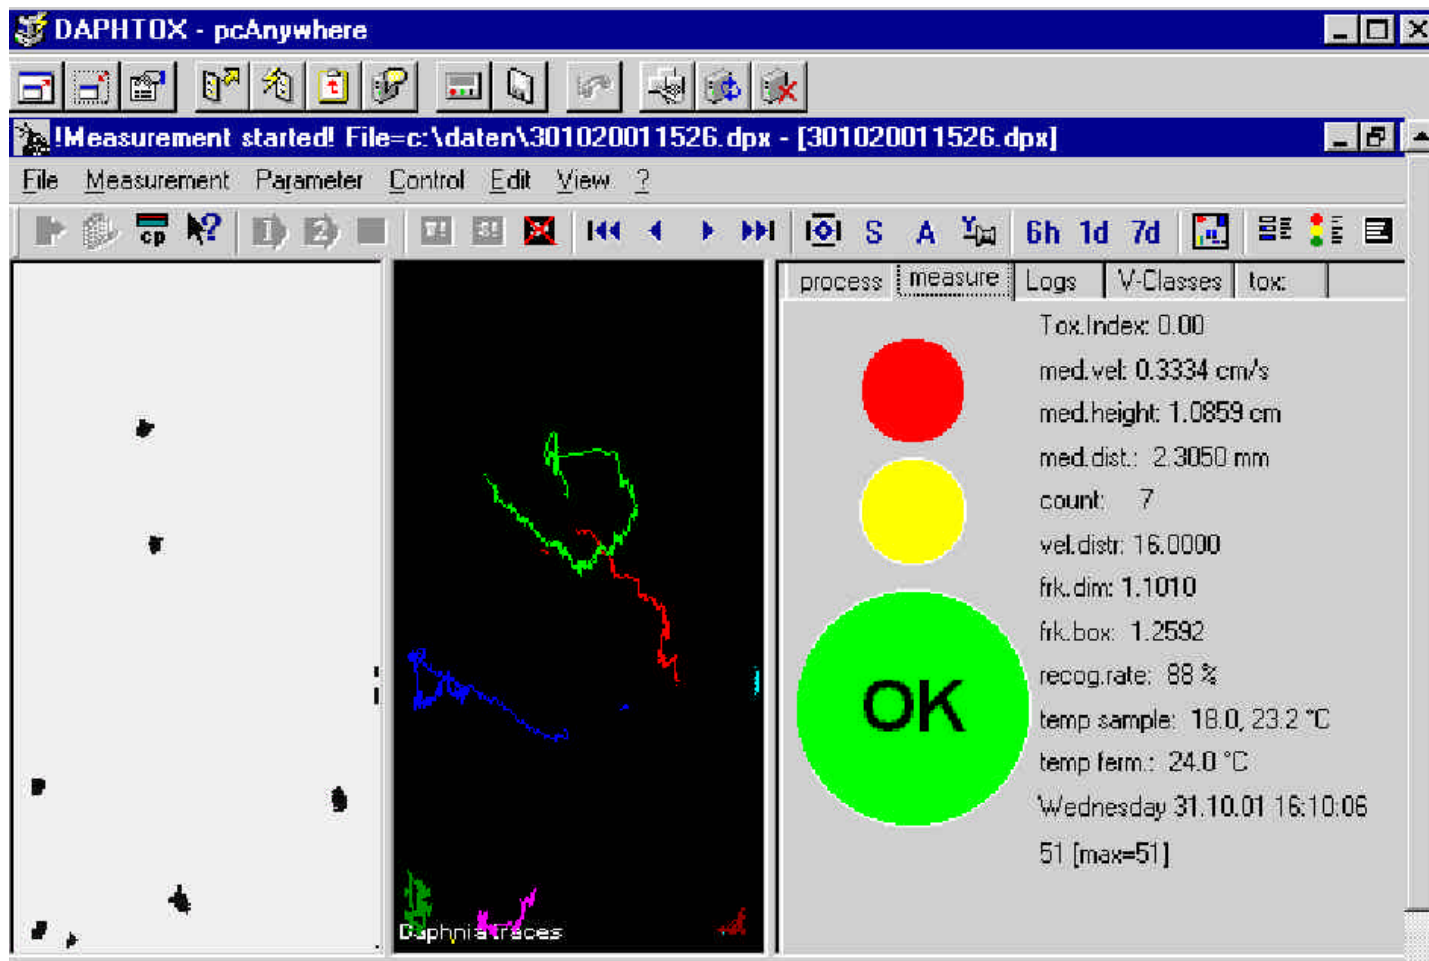 DAPHTOX - pcAnywhere
!Measurement started! File=c:\daten\301020011526.dpx - [301020011526.dpx]
File Measurement Parameter Control Edit View ?
cp 1 2 S A 6h 1d 7d
process measure Logs V-Classes tox:
Tox.Index: 0.00
med.vel: 0.3334 cm/s
med.height: 1.0859 cm
med.dist.: 2.3050 mm
count: 7
vel.distr: 16.0000
frk.dim: 1.1010
frk.box: 1.2592
recog.rate: 88 %
OK
temp sample: 18.0, 23.2 °C
temp ferm.: 24.0 °C
Wednesday 31.10.01 16:10:06
51 [max=51]
Daphnia traces